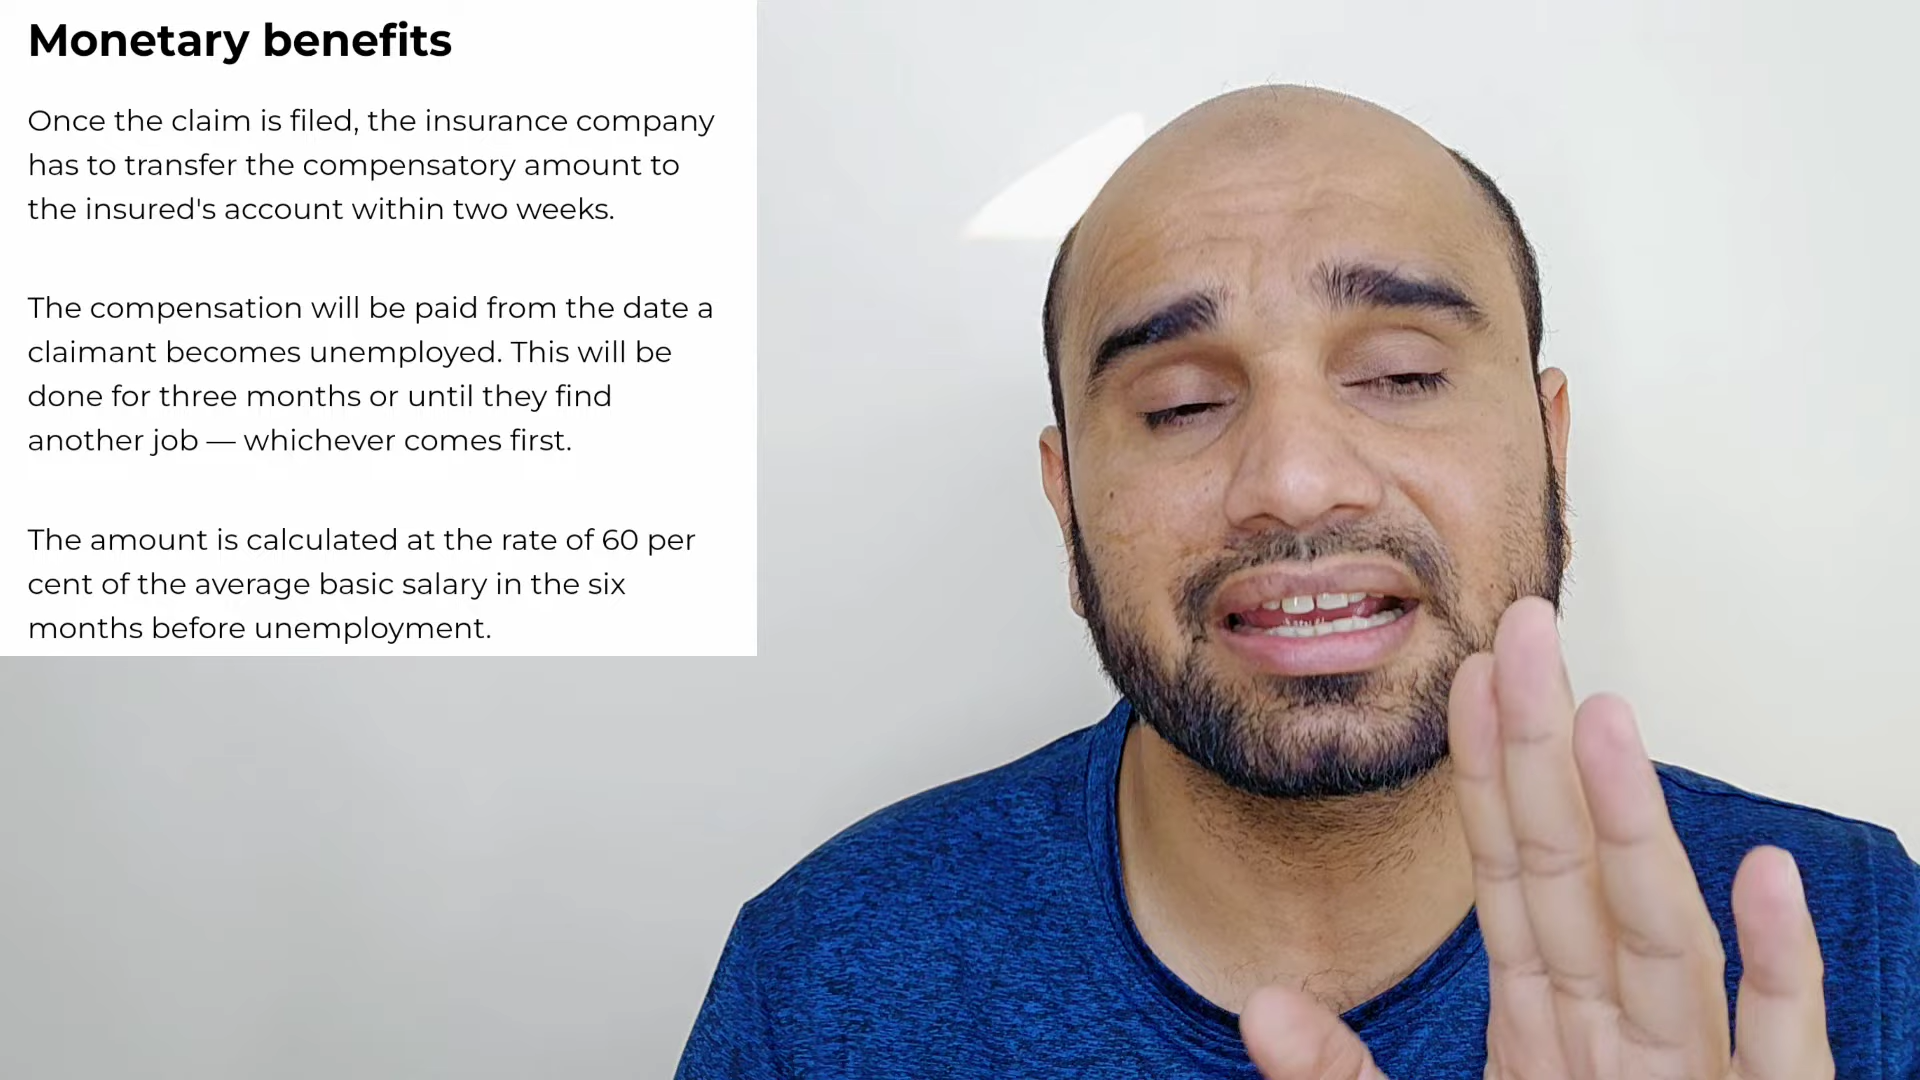 Monetary benefits
Once the claim is filed, the insurance company
has to transfer the compensatory amount to
the insured's account within two weeks.
The compensation will be paid from the date a
claimant becomes unemployed. This will be
done for three months or until they find
another job — whichever comes first.
The amount is calculated at the rate of 60 per
cent of the average basic salary in the six
months before unemployment.